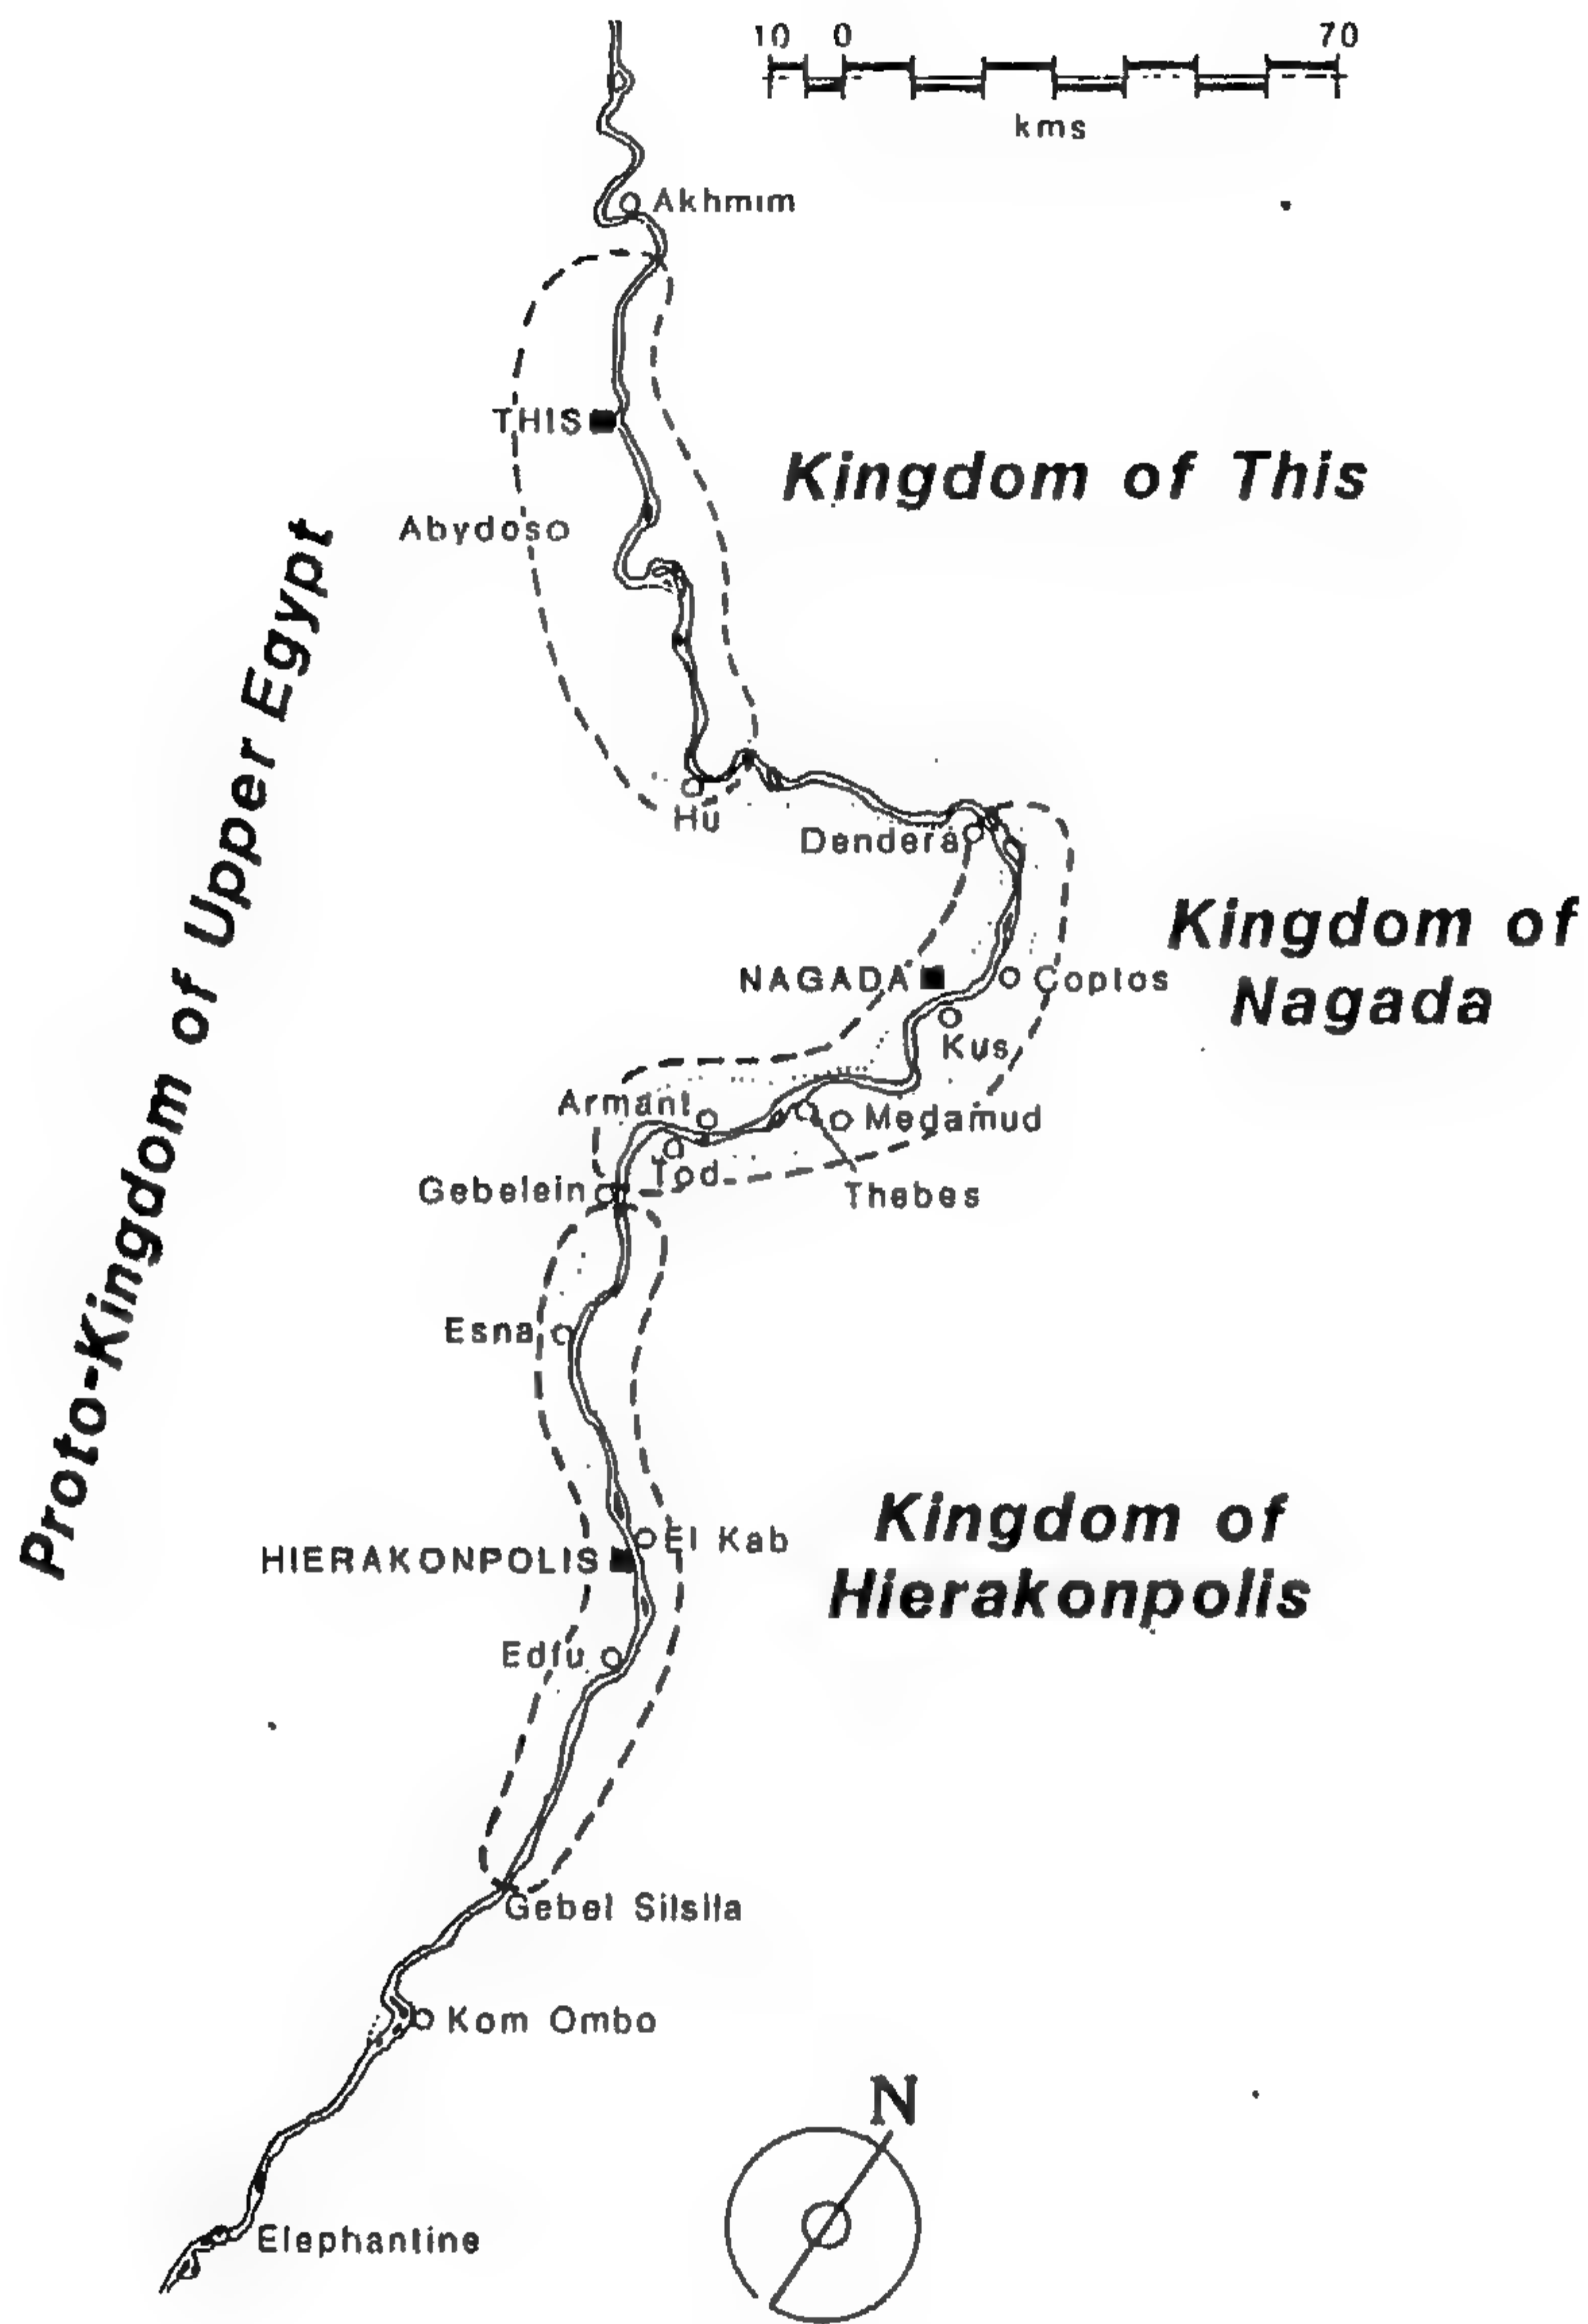 10 0 70
kms
Akhmim
THIS
Kingdom of This
Abydos
Proto-Kingdom of Upper Egypt
Hu
Dendera
Kingdom of
Nagada
NAGADA
Coptos
Kus
Armant
Medamud
Tod
Gebelein
Thebes
Esna
Kingdom of
Hierakonpolis
El Kab
HIERAKONPOLIS
Edfu
Gebel Silsila
Kom Ombo
N
Elephantine